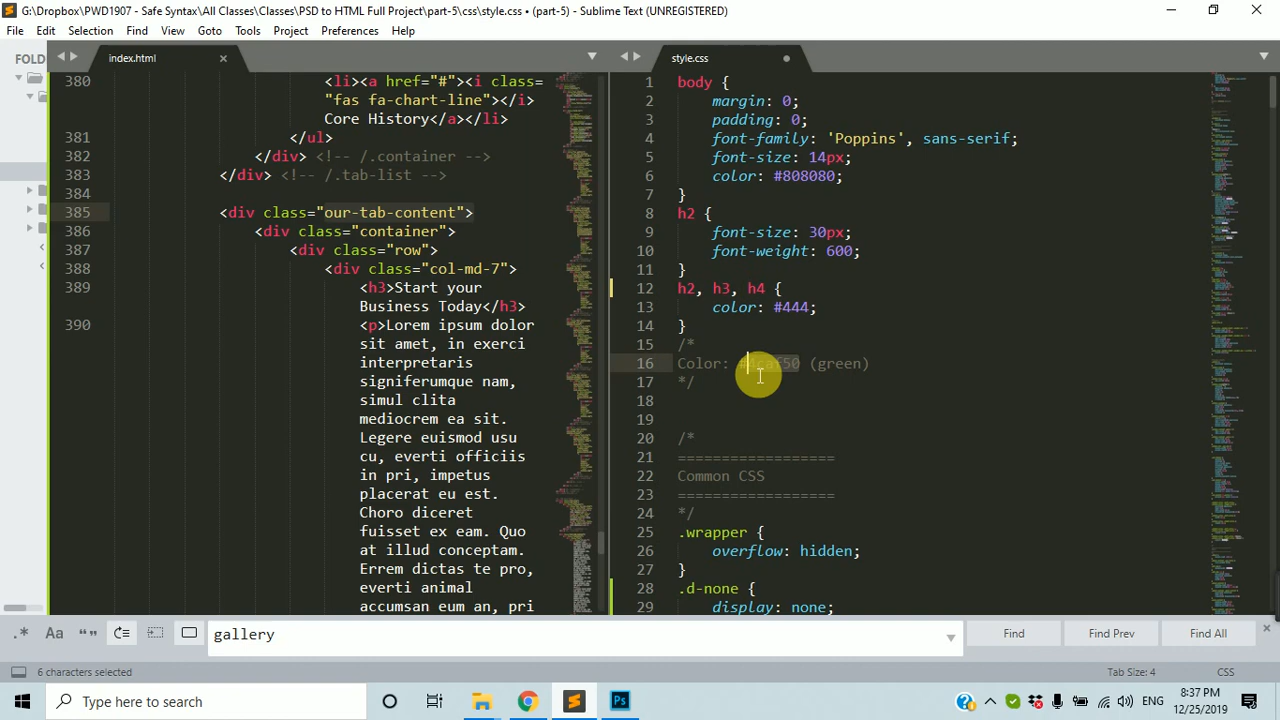 G:\Dropbox\PWD1907 - Safe Syntax\All Classes\Classes\PSD to HTML Full Project\part-5\css\style.css • (part-5) - Sublime Text (UNREGISTERED)
File Edit Selection Find View Goto Tools Project Preferences Help
FOLD
index.html
380 <li><a href="#"><i class=
"fas fa-chart-line"></i>
Core History</a></li>
381 </ul>
382 </div> <!-- /.container -->
383 </div> <!-- /.tab-list -->
384
385 <div class="our-tab-content">
386 <div class="container">
387 <div class="row">
388 <div class="col-md-7">
389 <h3>Start your
Business Today</h3
390 <p>Lorem ipsum dolor
sit amet, in exerc
interpretaris
signiferumque nam,
simul clita
mediocrem ea sit.
Legere euismod usu
cu, everti officiis
in pri, impetus
placerat eu est.
Choro diceret
fuisset ex eam. Quo
at illud conceptam.
Errem dictas te pro,
everti animal
accumsan eum an, pri
style.css
1 body {
2 margin: 0;
3 padding: 0;
4 font-family: 'Poppins', sans-serif;
5 font-size: 14px;
6 color: #808080;
7 }
8 h2 {
9 font-size: 30px;
10 font-weight: 600;
11 }
12 h2, h3, h4 {
13 color: #444;
14 }
15 /*
16 Color: (green)
17 */
18
19
20 /*
21 ==================
22 Common CSS
23 ==================
24 */
25 .wrapper {
26 overflow: hidden;
27 }
28 .d-none {
29 display: none;
.* Aa “” gallery Find Find Prev Find All
6 characters selected Tab Size: 4 CSS
Type here to search
ENG
8:37 PM
12/25/2019